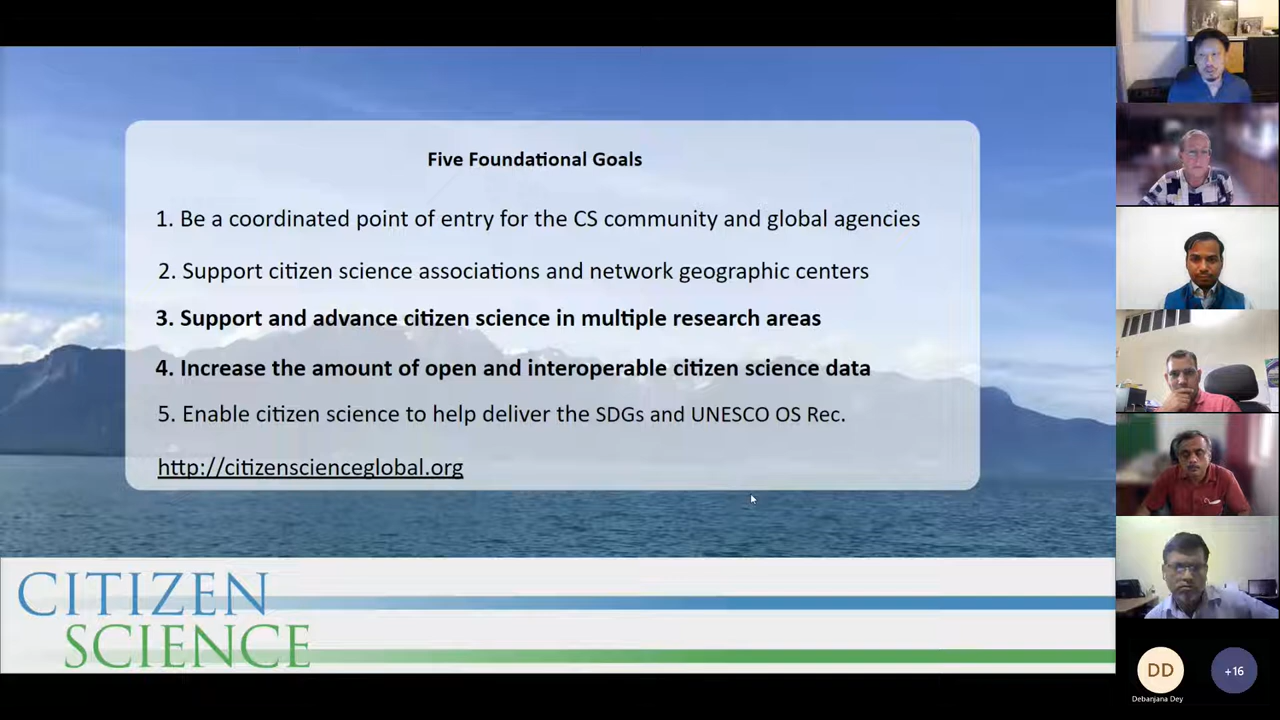 Five Foundational Goals
1. Be a coordinated point of entry for the CS community and global agencies
2. Support citizen science associations and network geographic centers
3. Support and advance citizen science in multiple research areas
4. Increase the amount of open and interoperable citizen science data
5. Enable citizen science to help deliver the SDGs and UNESCO OS Rec.
http://citizenscienceglobal.org
CITIZEN
SCIENCE
DD
+16
Debanjana Dey